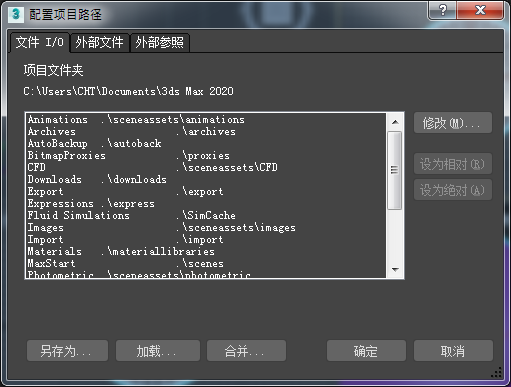 配置项目路径
文件 I/O 外部文件 外部参照
项目文件夹
C:\Users\CHT\Documents\3ds Max 2020
Animations .\sceneassets\animations
Archives .\archives
AutoBackup .\autoback
BitmapProxies .\proxies
CFD .\sceneassets\CFD
Downloads .\downloads
Export .\export
Expressions .\express
Fluid Simulations .\SimCache
Images .\sceneassets\images
Import .\import
Materials .\materiallibraries
MaxStart .\scenes
Photometric .\sceneassets\photometric
修改(M)...
设为相对(R)
设为绝对(A)
另存为... 加载... 合并... 确定 取消